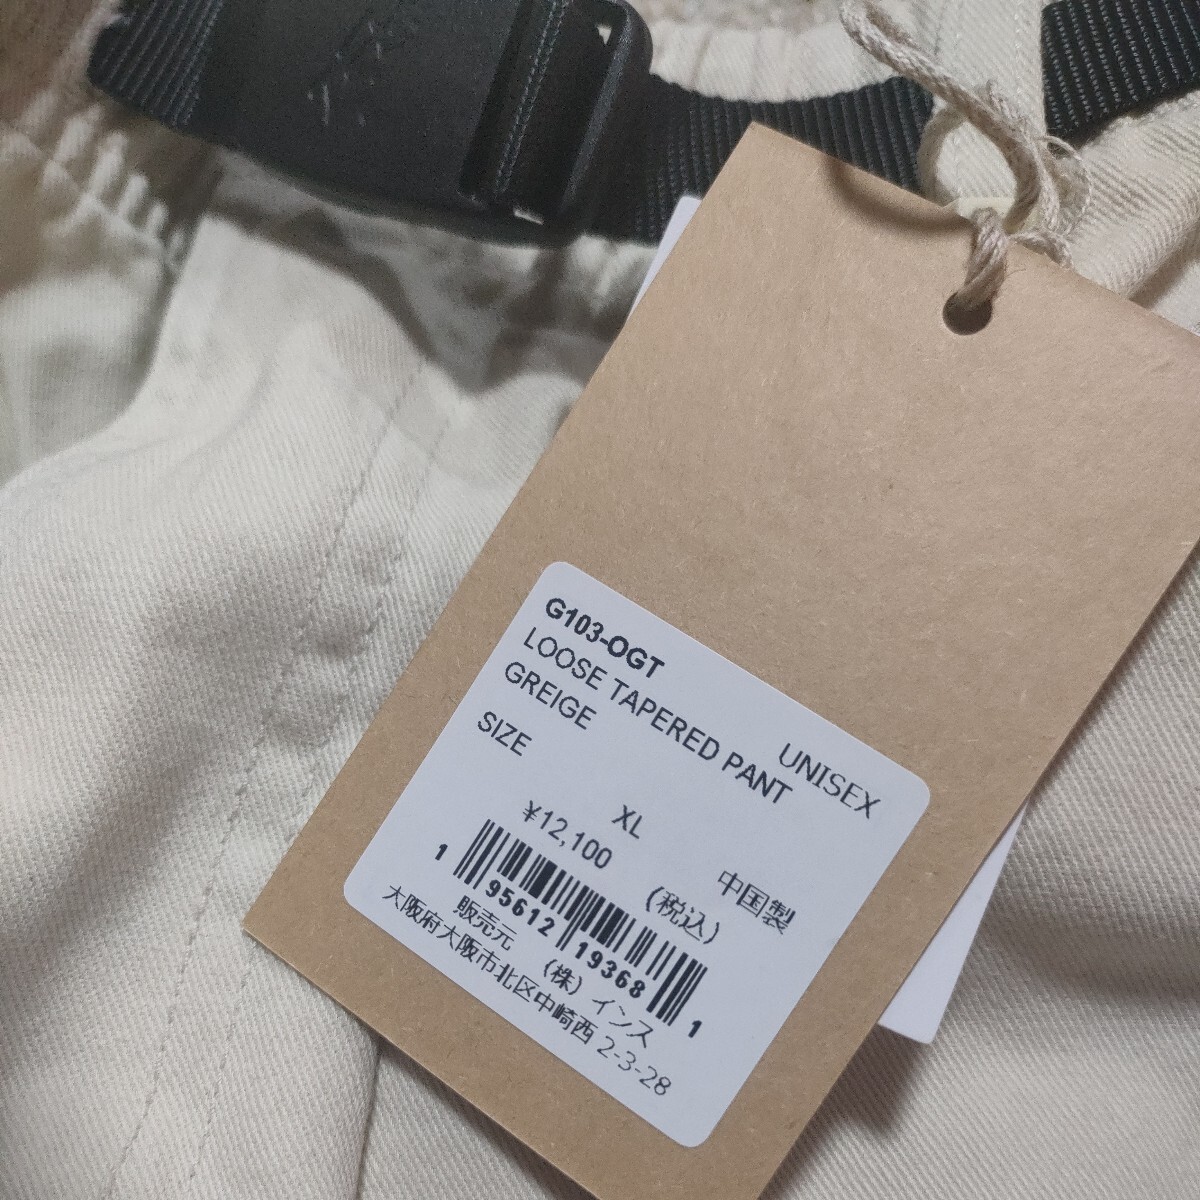 G103-OGT
UNISEX
LOOSE TAPERED PANT
GREIGE
SIZE
XL
¥12,100
(税込)
中国製
1 95612 19368 1
販売元 (株) インス
大阪府大阪市北区中崎西 2-3-28